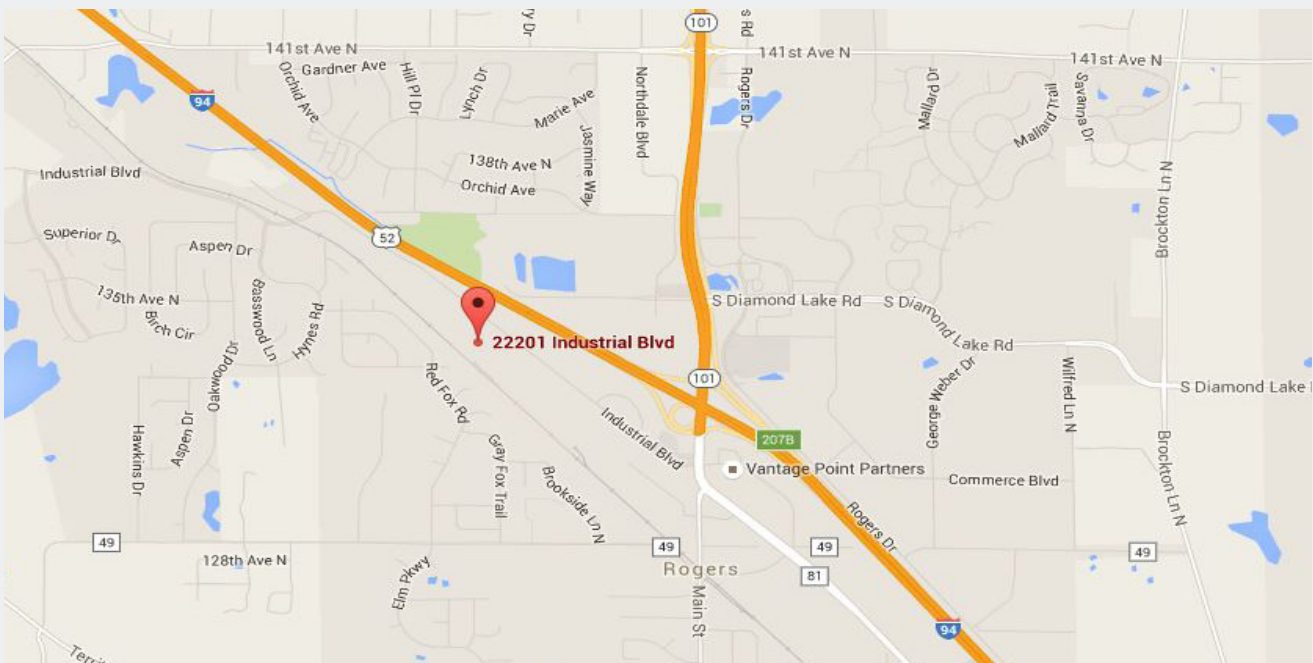 101
141st Ave N
141st Ave N
141st Ave N
Gardner Ave
Orchid Ave
Hill Pl Dr
Lynch Dr
Marie Ave
Jasmine Way
Northdale Blvd
Rogers Dr
Mallard Dr
Mallard Trail
Savanna Dr
94
138th Ave N
Orchid Ave
Industrial Blvd
Brockton Ln N
Superior Dr
Aspen Dr
52
135th Ave N
Birch Cir
Basswood Ln
Hynes Rd
Oakwood Dr
S Diamond Lake Rd
S Diamond Lake Rd
22201 Industrial Blvd
Red Fox Rd
101
George Weber Dr
Wilfred Ln N
S Diamond Lake
Hawkins Dr
Aspen Dr
Gray Fox Trail
Brookside Ln N
Industrial Blvd
207B
Vantage Point Partners
Commerce Blvd
Brockton Ln N
Rogers Dr
49
128th Ave N
49
49
49
Rogers
81
Elm Pkwy
Main St
94